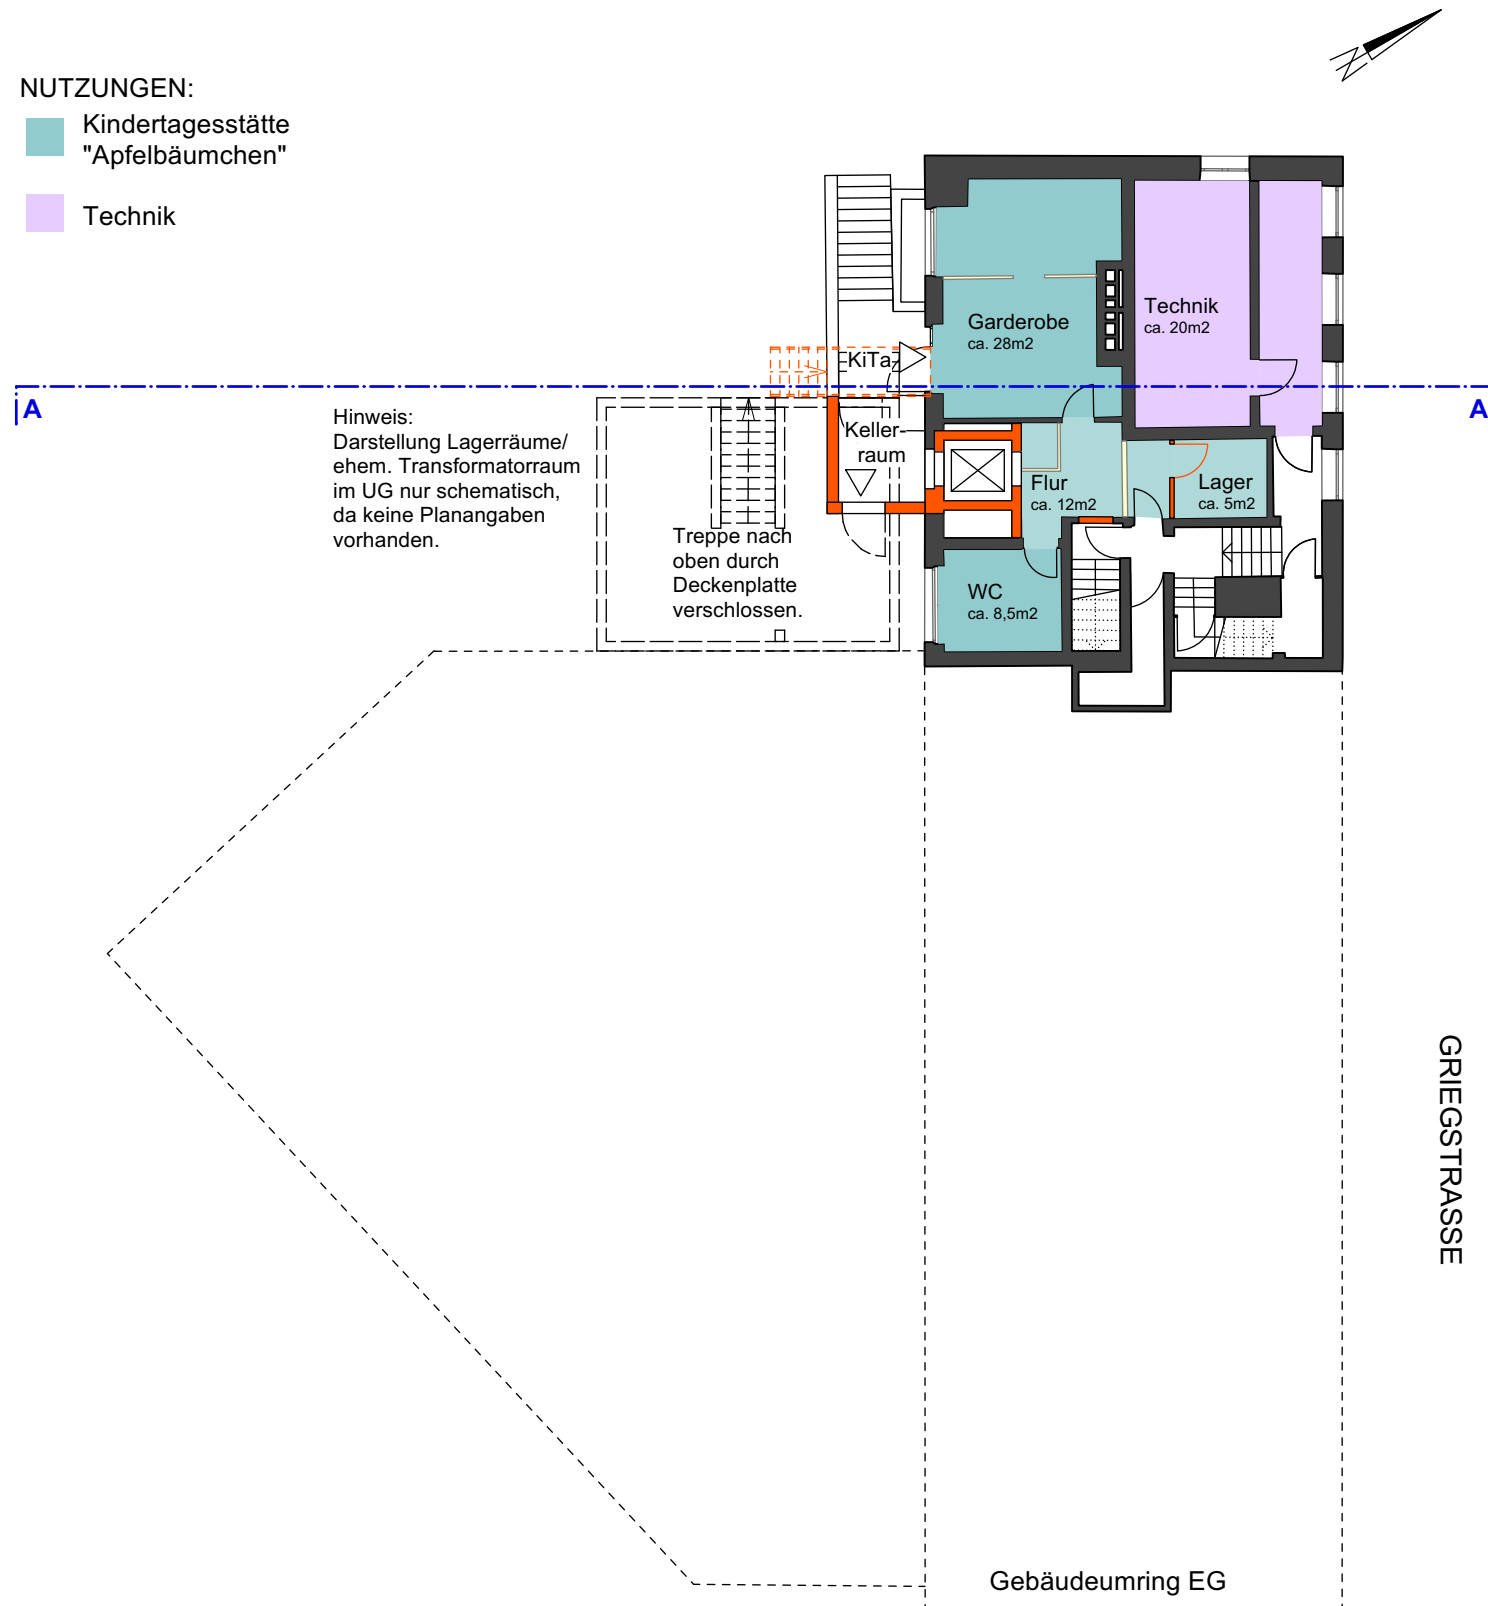 NUTZUNGEN:
Kindertagesstätte
"Apfelbäumchen"
Technik
N
Garderobe
ca. 28m2
Technik
ca. 20m2
KiTa
A
A
Hinweis:
Darstellung Lagerräume/
ehem. Transformatorraum
im UG nur schematisch,
da keine Planangaben
vorhanden.
Keller-
raum
Flur
ca. 12m2
Lager
ca. 5m2
Treppe nach
oben durch
Deckenplatte
verschlossen.
WC
ca. 8,5m2
GRIEGSTRASSE
Gebäudeumring EG